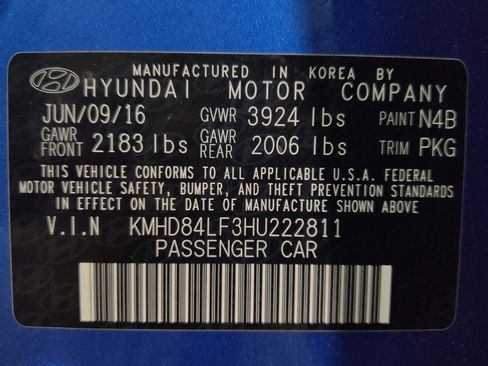 MANUFACTURED IN KOREA BY
HYUNDAI MOTOR COMPANY
JUN/09/16 GVWR 3924 lbs PAINT N4B
GAWR FRONT 2183 lbs GAWR REAR 2006 lbs TRIM PKG
THIS VEHICLE CONFORMS TO ALL APPLICABLE U.S.A. FEDERAL
MOTOR VEHICLE SAFETY, BUMPER, AND THEFT PREVENTION STANDARDS
IN EFFECT ON THE DATE OF MANUFACTURE SHOWN ABOVE
V.I.N KMHD84LF3HU222811
PASSENGER CAR